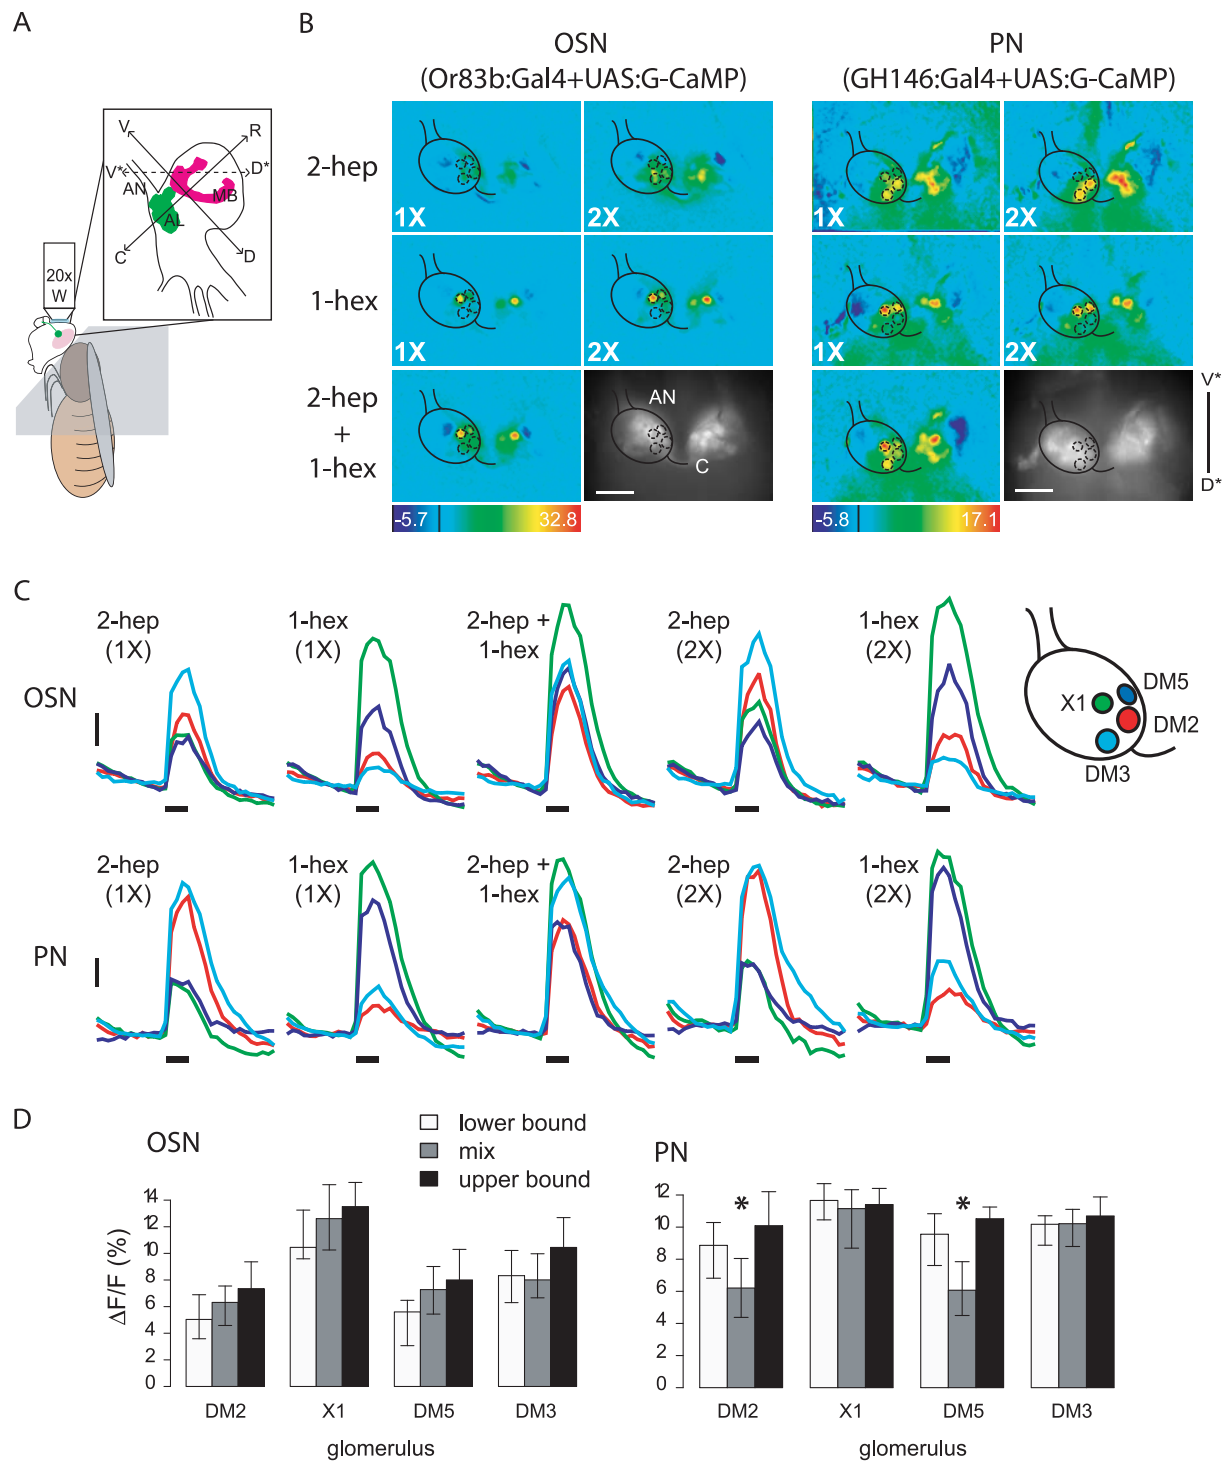 A
V
R
V*
D*
AN
MB
AL
C
D
20x
W
B
OSN
(Or83b:Gal4+UAS:G-CaMP)
PN
(GH146:Gal4+UAS:G-CaMP)
2-hep
1X
2X
1X
2X
1-hex
1X
2X
1X
2X
2-hep
+
1-hex
AN
C
V*
D*
-5.7
32.8
-5.8
17.1
C
OSN
2-hep
(1X)
1-hex
(1X)
2-hep +
1-hex
2-hep
(2X)
1-hex
(2X)
X1
DM5
DM2
DM3
PN
2-hep
(1X)
1-hex
(1X)
2-hep +
1-hex
2-hep
(2X)
1-hex
(2X)
D
OSN
lower bound
mix
upper bound
PN
ΔF/F (%)
14
12
10
8
6
4
2
0
DM2
X1
DM5
DM3
glomerulus
12
10
8
6
4
2
0
*
*
DM2
X1
DM5
DM3
glomerulus